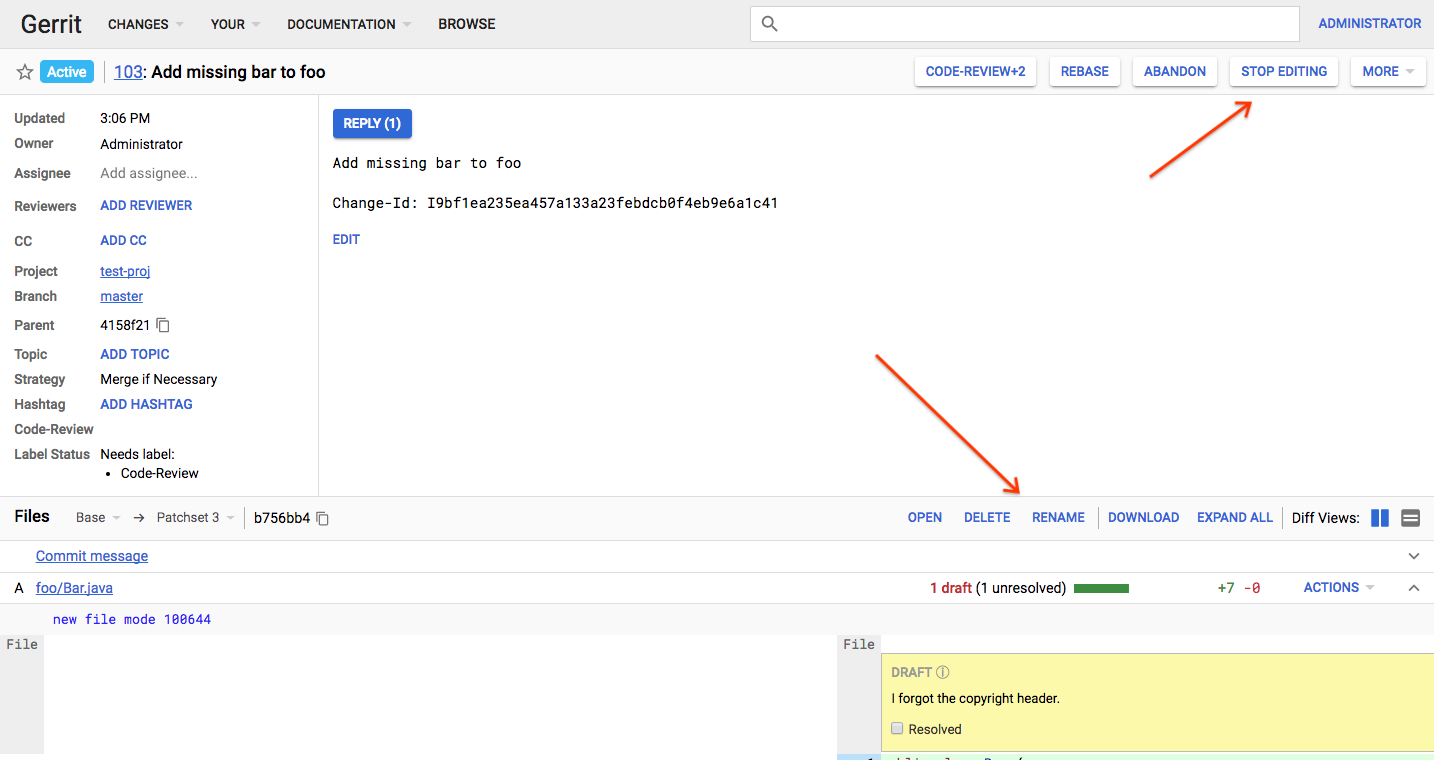 Gerrit CHANGES YOUR DOCUMENTATION BROWSE ADMINISTRATOR
Active 103: Add missing bar to foo CODE-REVIEW+2 REBASE ABANDON STOP EDITING MORE
Updated 3:06 PM
Owner Administrator
Assignee Add assignee...
Reviewers ADD REVIEWER
CC ADD CC
Project test-proj
Branch master
Parent 4158f21
Topic ADD TOPIC
Strategy Merge if Necessary
Hashtag ADD HASHTAG
Code-Review
Label Status Needs label:
• Code-Review
REPLY (1)
Add missing bar to foo
Change-Id: I9bf1ea235ea457a133a23febdcb0f4eb9e6a1c41
EDIT
Files Base → Patchset 3 b756bb4 OPEN DELETE RENAME DOWNLOAD EXPAND ALL Diff Views:
Commit message
A foo/Bar.java 1 draft (1 unresolved) +7 -0 ACTIONS
new file mode 100644
File File
DRAFT
I forgot the copyright header.
Resolved